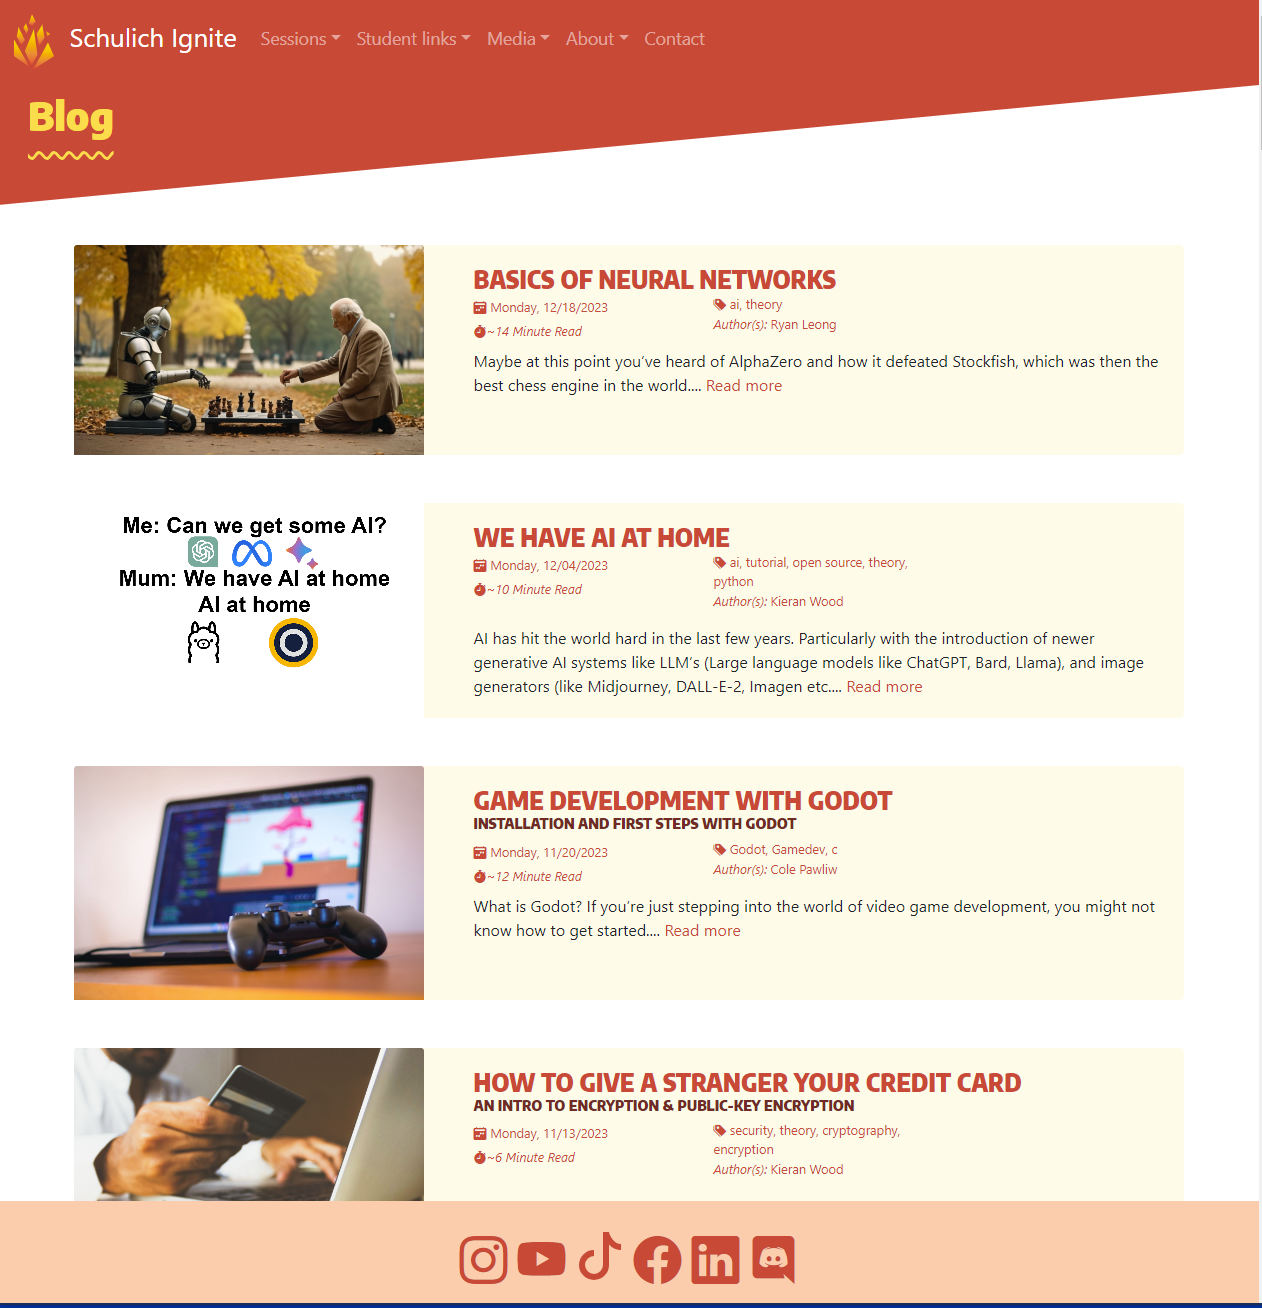 Schulich Ignite
Sessions
Student links
Media
About
Contact
Blog
BASICS OF NEURAL NETWORKS
Monday, 12/18/2023
~14 Minute Read
ai, theory
Author(s): Ryan Leong
Maybe at this point you've heard of AlphaZero and how it defeated Stockfish, which was then the
best chess engine in the world.... Read more
Me: Can we get some AI?
Mum: We have AI at home
AI at home
WE HAVE AI AT HOME
Monday, 12/04/2023
~10 Minute Read
ai, tutorial, open source, theory,
python
Author(s): Kieran Wood
AI has hit the world hard in the last few years. Particularly with the introduction of newer
generative AI systems like LLM's (Large language models like ChatGPT, Bard, Llama), and image
generators (like Midjourney, DALL-E-2, Imagen etc.... Read more
GAME DEVELOPMENT WITH GODOT
INSTALLATION AND FIRST STEPS WITH GODOT
Monday, 11/20/2023
~12 Minute Read
Godot, Gamedev, c
Author(s): Cole Pawliw
What is Godot? If you're just stepping into the world of video game development, you might not
know how to get started.... Read more
HOW TO GIVE A STRANGER YOUR CREDIT CARD
AN INTRO TO ENCRYPTION & PUBLIC-KEY ENCRYPTION
Monday, 11/13/2023
~6 Minute Read
security, theory, cryptography,
encryption
Author(s): Kieran Wood
in